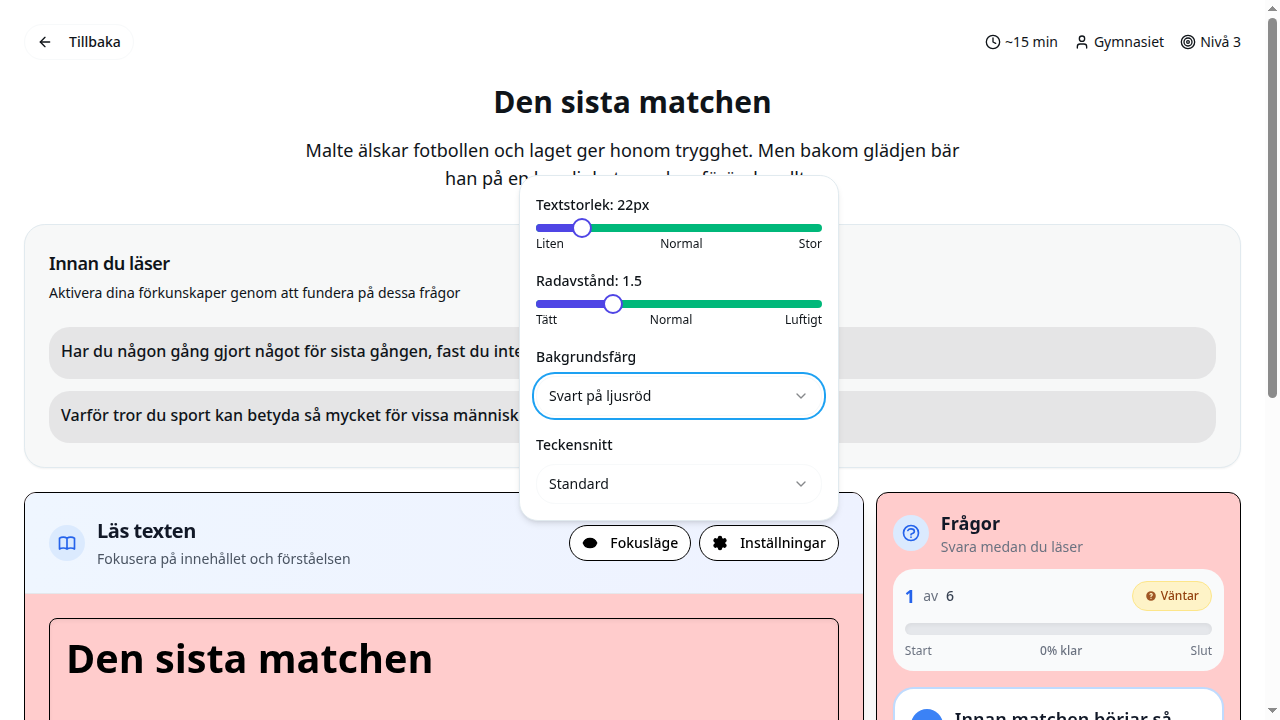 Tillbaka
~15 min
Gymnasiet
Nivå 3
Den sista matchen
Malte älskar fotbollen och laget ger honom trygghet. Men bakom glädjen bär
han på en
Textstorlek: 22px
Liten
Normal
Stor
Radavstånd: 1.5
Tätt
Normal
Luftigt
Bakgrundsfärg
Svart på ljusröd
Teckensnitt
Standard
Innan du läser
Aktivera dina förkunskaper genom att fundera på dessa frågor
Har du någon gång gjort något för sista gången, fast du inte
Varför tror du sport kan betyda så mycket för vissa människ
Läs texten
Fokusera på innehållet och förståelsen
Fokusläge
Inställningar
Den sista matchen
Frågor
Svara medan du läser
1 av 6
Väntar
Start
0% klar
Slut
Innan matchen börjar så